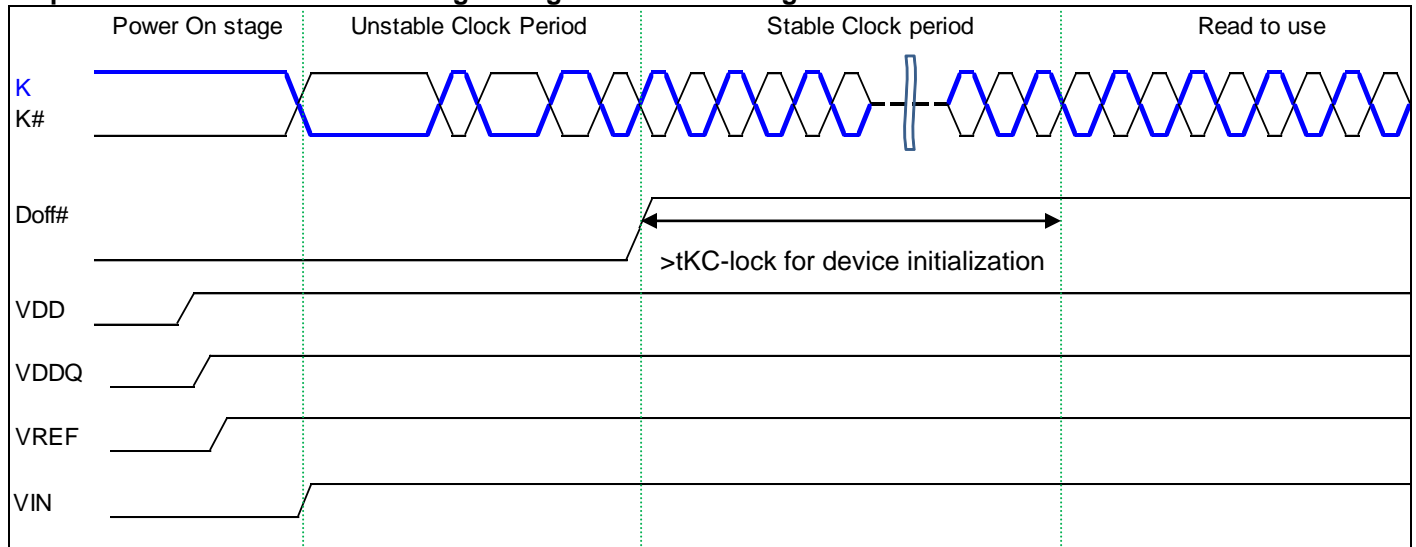 Power On stage Unstable Clock Period Stable Clock period Read to use
K
K#
Doff#
>tKC-lock for device initialization
VDD
VDDQ
VREF
VIN